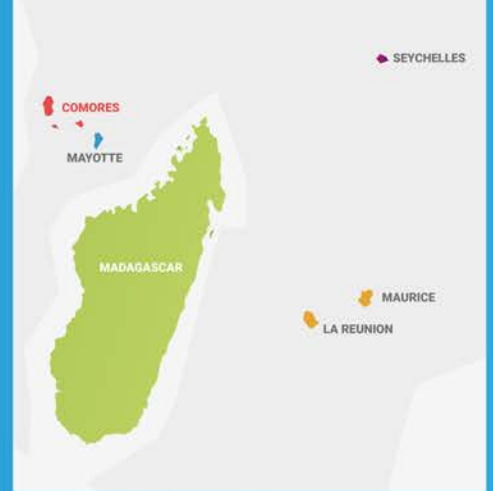 SEYCHELLES
COMORES
MAYOTTE
MADAGASCAR
MAURICE
LA REUNION